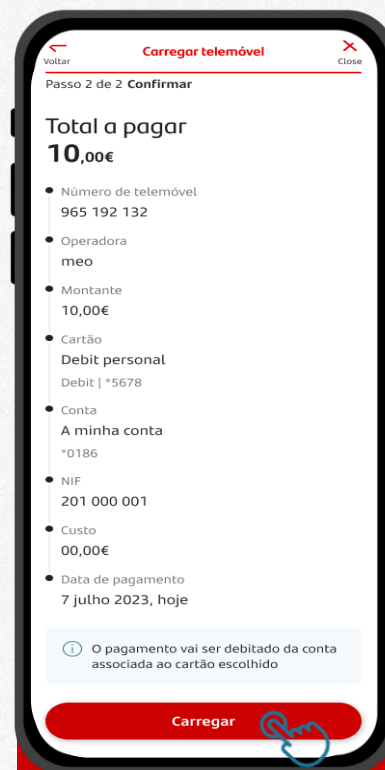 Voltar
Carregar telemóvel
Close
Passo 2 de 2 Confirmar
Total a pagar
10,00€
Número de telemóvel
965 192 132
Operadora
meo
Montante
10,00€
Cartão
Debit personal
Debit | *5678
Conta
A minha conta
*0186
NIF
201 000 001
Custo
00,00€
Data de pagamento
7 julho 2023, hoje
O pagamento vai ser debitado da conta
associada ao cartão escolhido
Carregar